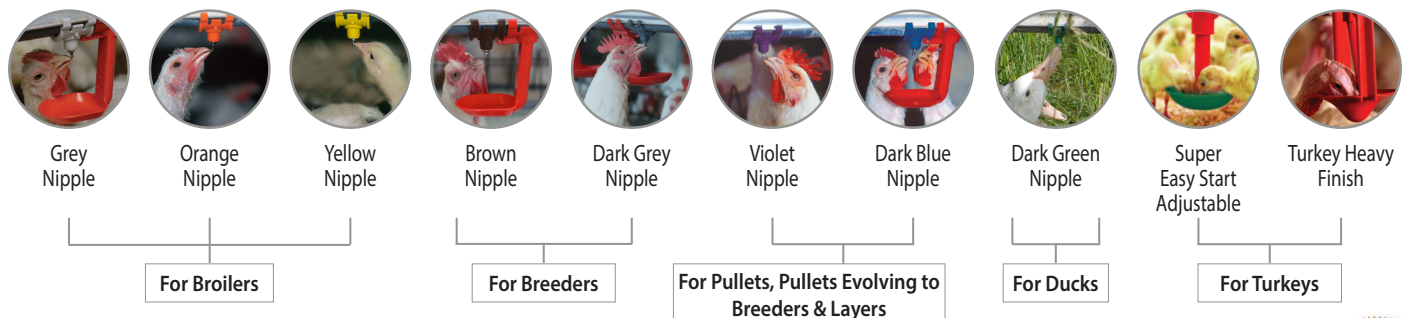 Grey
Nipple
Orange
Nipple
Yellow
Nipple
Brown
Nipple
Dark Grey
Nipple
Violet
Nipple
Dark Blue
Nipple
Dark Green
Nipple
Super
Easy Start
Adjustable
Turkey Heavy
Finish
For Broilers
For Breeders
For Pullets, Pullets Evolving to
Breeders & Layers
For Ducks
For Turkeys